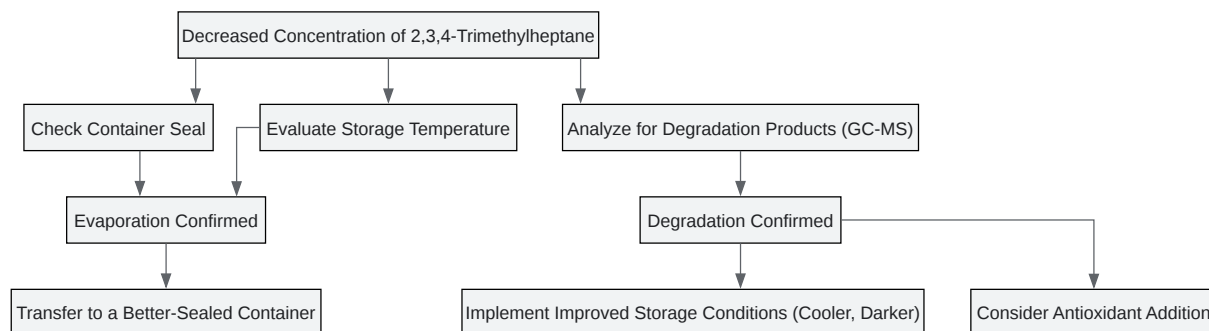 Decreased Concentration of 2,3,4-Trimethylheptane
Check Container Seal
Evaluate Storage Temperature
Analyze for Degradation Products (GC-MS)
Evaporation Confirmed
Degradation Confirmed
Transfer to a Better-Sealed Container
Implement Improved Storage Conditions (Cooler, Darker)
Consider Antioxidant Addition